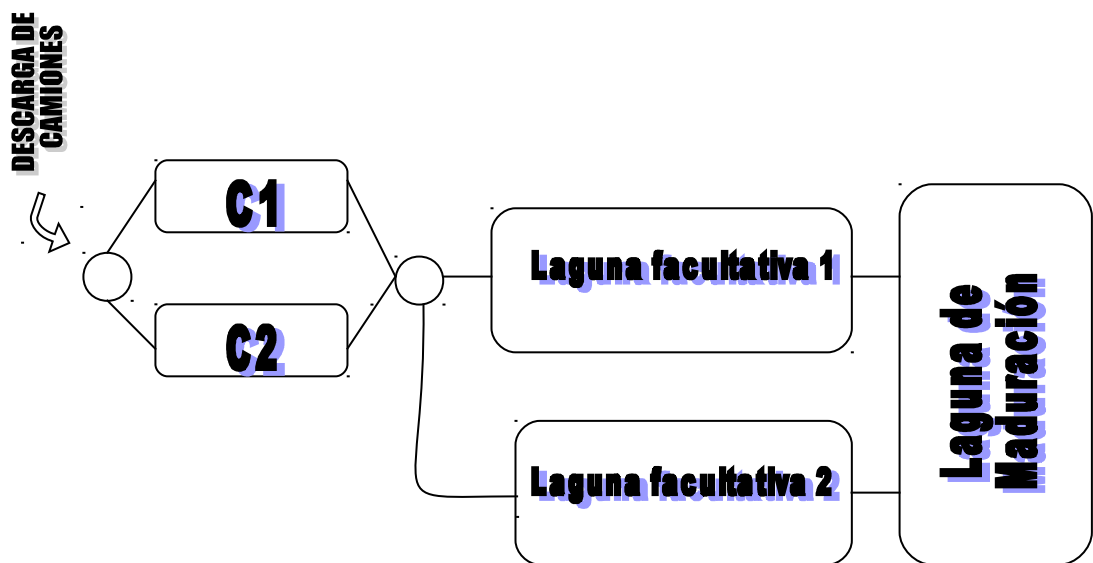 DESCARGA DE
CAMIONES
C1
C2
Laguna facultativa 1
Laguna facultativa 2
Laguna de
Maduración